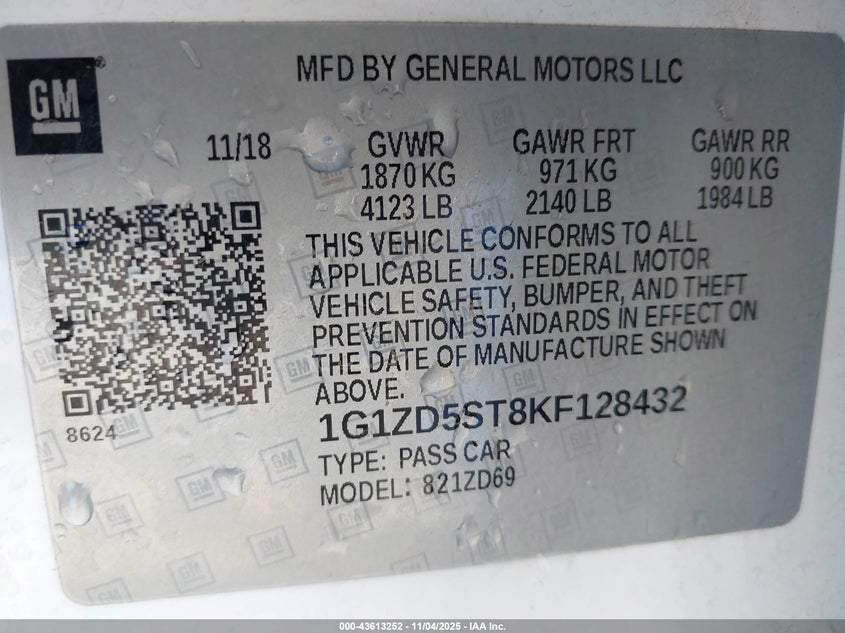 GM
MFD BY GENERAL MOTORS LLC
11/18 GVWR GAWR FRT GAWR RR
1870 KG 971 KG 900 KG
4123 LB 2140 LB 1984 LB
THIS VEHICLE CONFORMS TO ALL
APPLICABLE U.S. FEDERAL MOTOR
VEHICLE SAFETY, BUMPER, AND THEFT
PREVENTION STANDARDS IN EFFECT ON
THE DATE OF MANUFACTURE SHOWN
ABOVE.
8624
1G1ZD5ST8KF128432
TYPE: PASS CAR
MODEL: 821ZD69
000-43613252 - 11/04/2025 - IAA Inc.